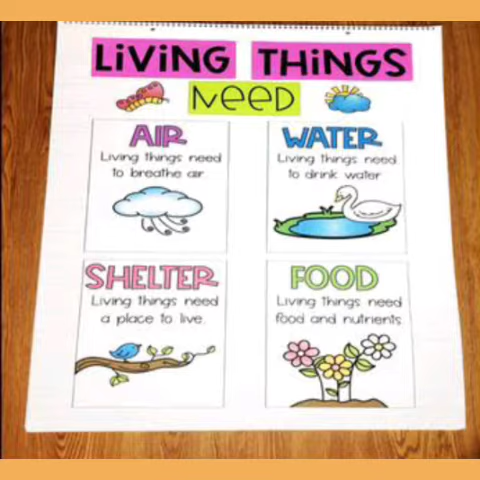 LiViNG THiNGS
NEED
AIR
Living things need
to breathe air
WATER
Living things need
to drink water
SHELTER
Living things need
a place to live.
FOOD
Living things need
food and nutrients